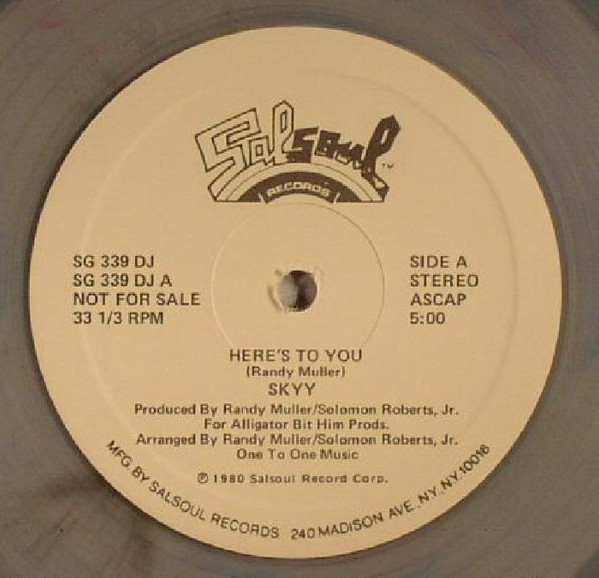 Salsoul TM
RECORDS
SG 339 DJ
SG 339 DJ A
NOT FOR SALE
33 1/3 RPM
SIDE A
STEREO
ASCAP
5:00
HERE'S TO YOU
(Randy Muller)
SKYY
Produced By Randy Muller/Solomon Roberts, Jr.
For Alligator Bit Him Prods.
Arranged By Randy Muller/Solomon Roberts, Jr.
One To One Music
℗ 1980 Salsoul Record Corp.
MFG. BY SALSOUL RECORDS 240 MADISON AVE. NY. NY. 10016